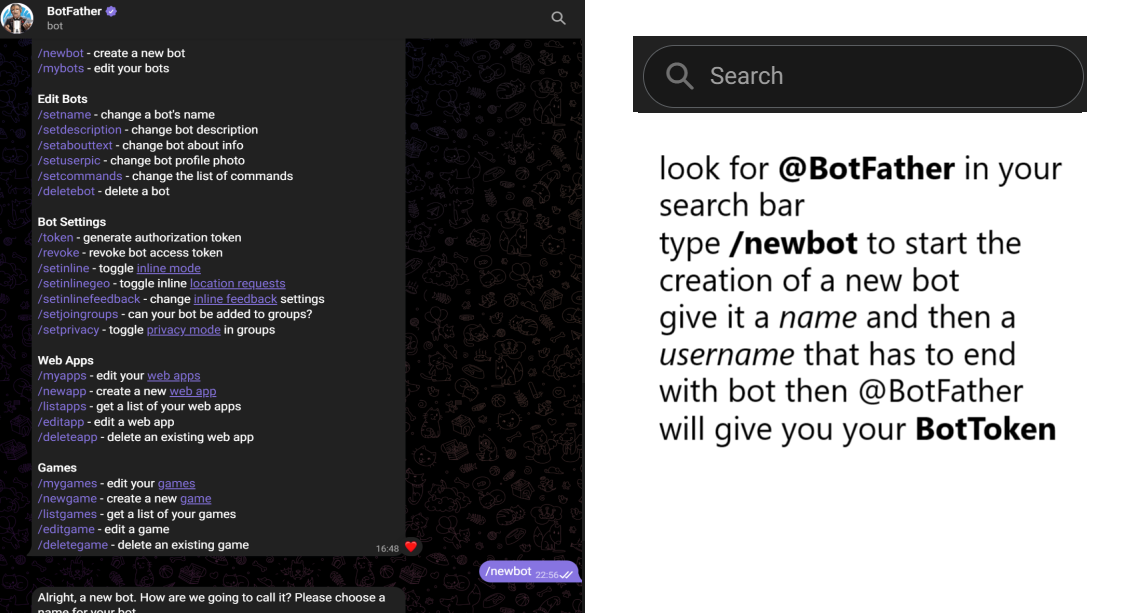 BotFather
bot
/newbot - create a new bot
/mybots - edit your bots
Edit Bots
/setname - change a bot's name
/setdescription - change bot description
/setabouttext - change bot about info
/setuserpic - change bot profile photo
/setcommands - change the list of commands
/deletebot - delete a bot
Bot Settings
/token - generate authorization token
/revoke - revoke bot access token
/setinline - toggle inline mode
/setinlinegeo - toggle inline location requests
/setinlinefeedback - change inline feedback settings
/setjoingroups - can your bot be added to groups?
/setprivacy - toggle privacy mode in groups
Web Apps
/myapps - edit your web apps
/newapp - create a new web app
/listapps - get a list of your web apps
/editapp - edit a web app
/deleteapp - delete an existing web app
Games
/mygames - edit your games
/newgame - create a new game
/listgames - get a list of your games
/editgame - edit a game
/deletegame - delete an existing game
16:48
/newbot 22:56
Alright, a new bot. How are we going to call it? Please choose a
name for your bot.
Search
look for @BotFather in your
search bar
type /newbot to start the
creation of a new bot
give it a name and then a
username that has to end
with bot then @BotFather
will give you your BotToken